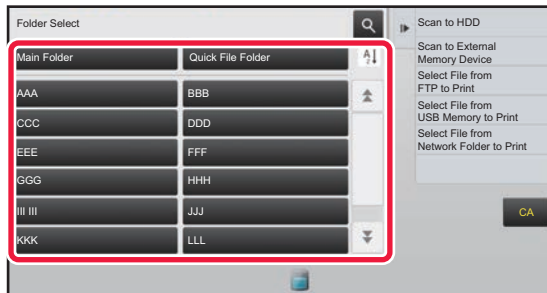 Folder Select
Main Folder
Quick File Folder
AAA
BBB
CCC
DDD
EEE
FFF
GGG
HHH
III III
JJJ
KKK
LLL
A
Z
Scan to HDD
Scan to External
Memory Device
Select File from
FTP to Print
Select File from
USB Memory to Print
Select File from
Network Folder to Print
CA